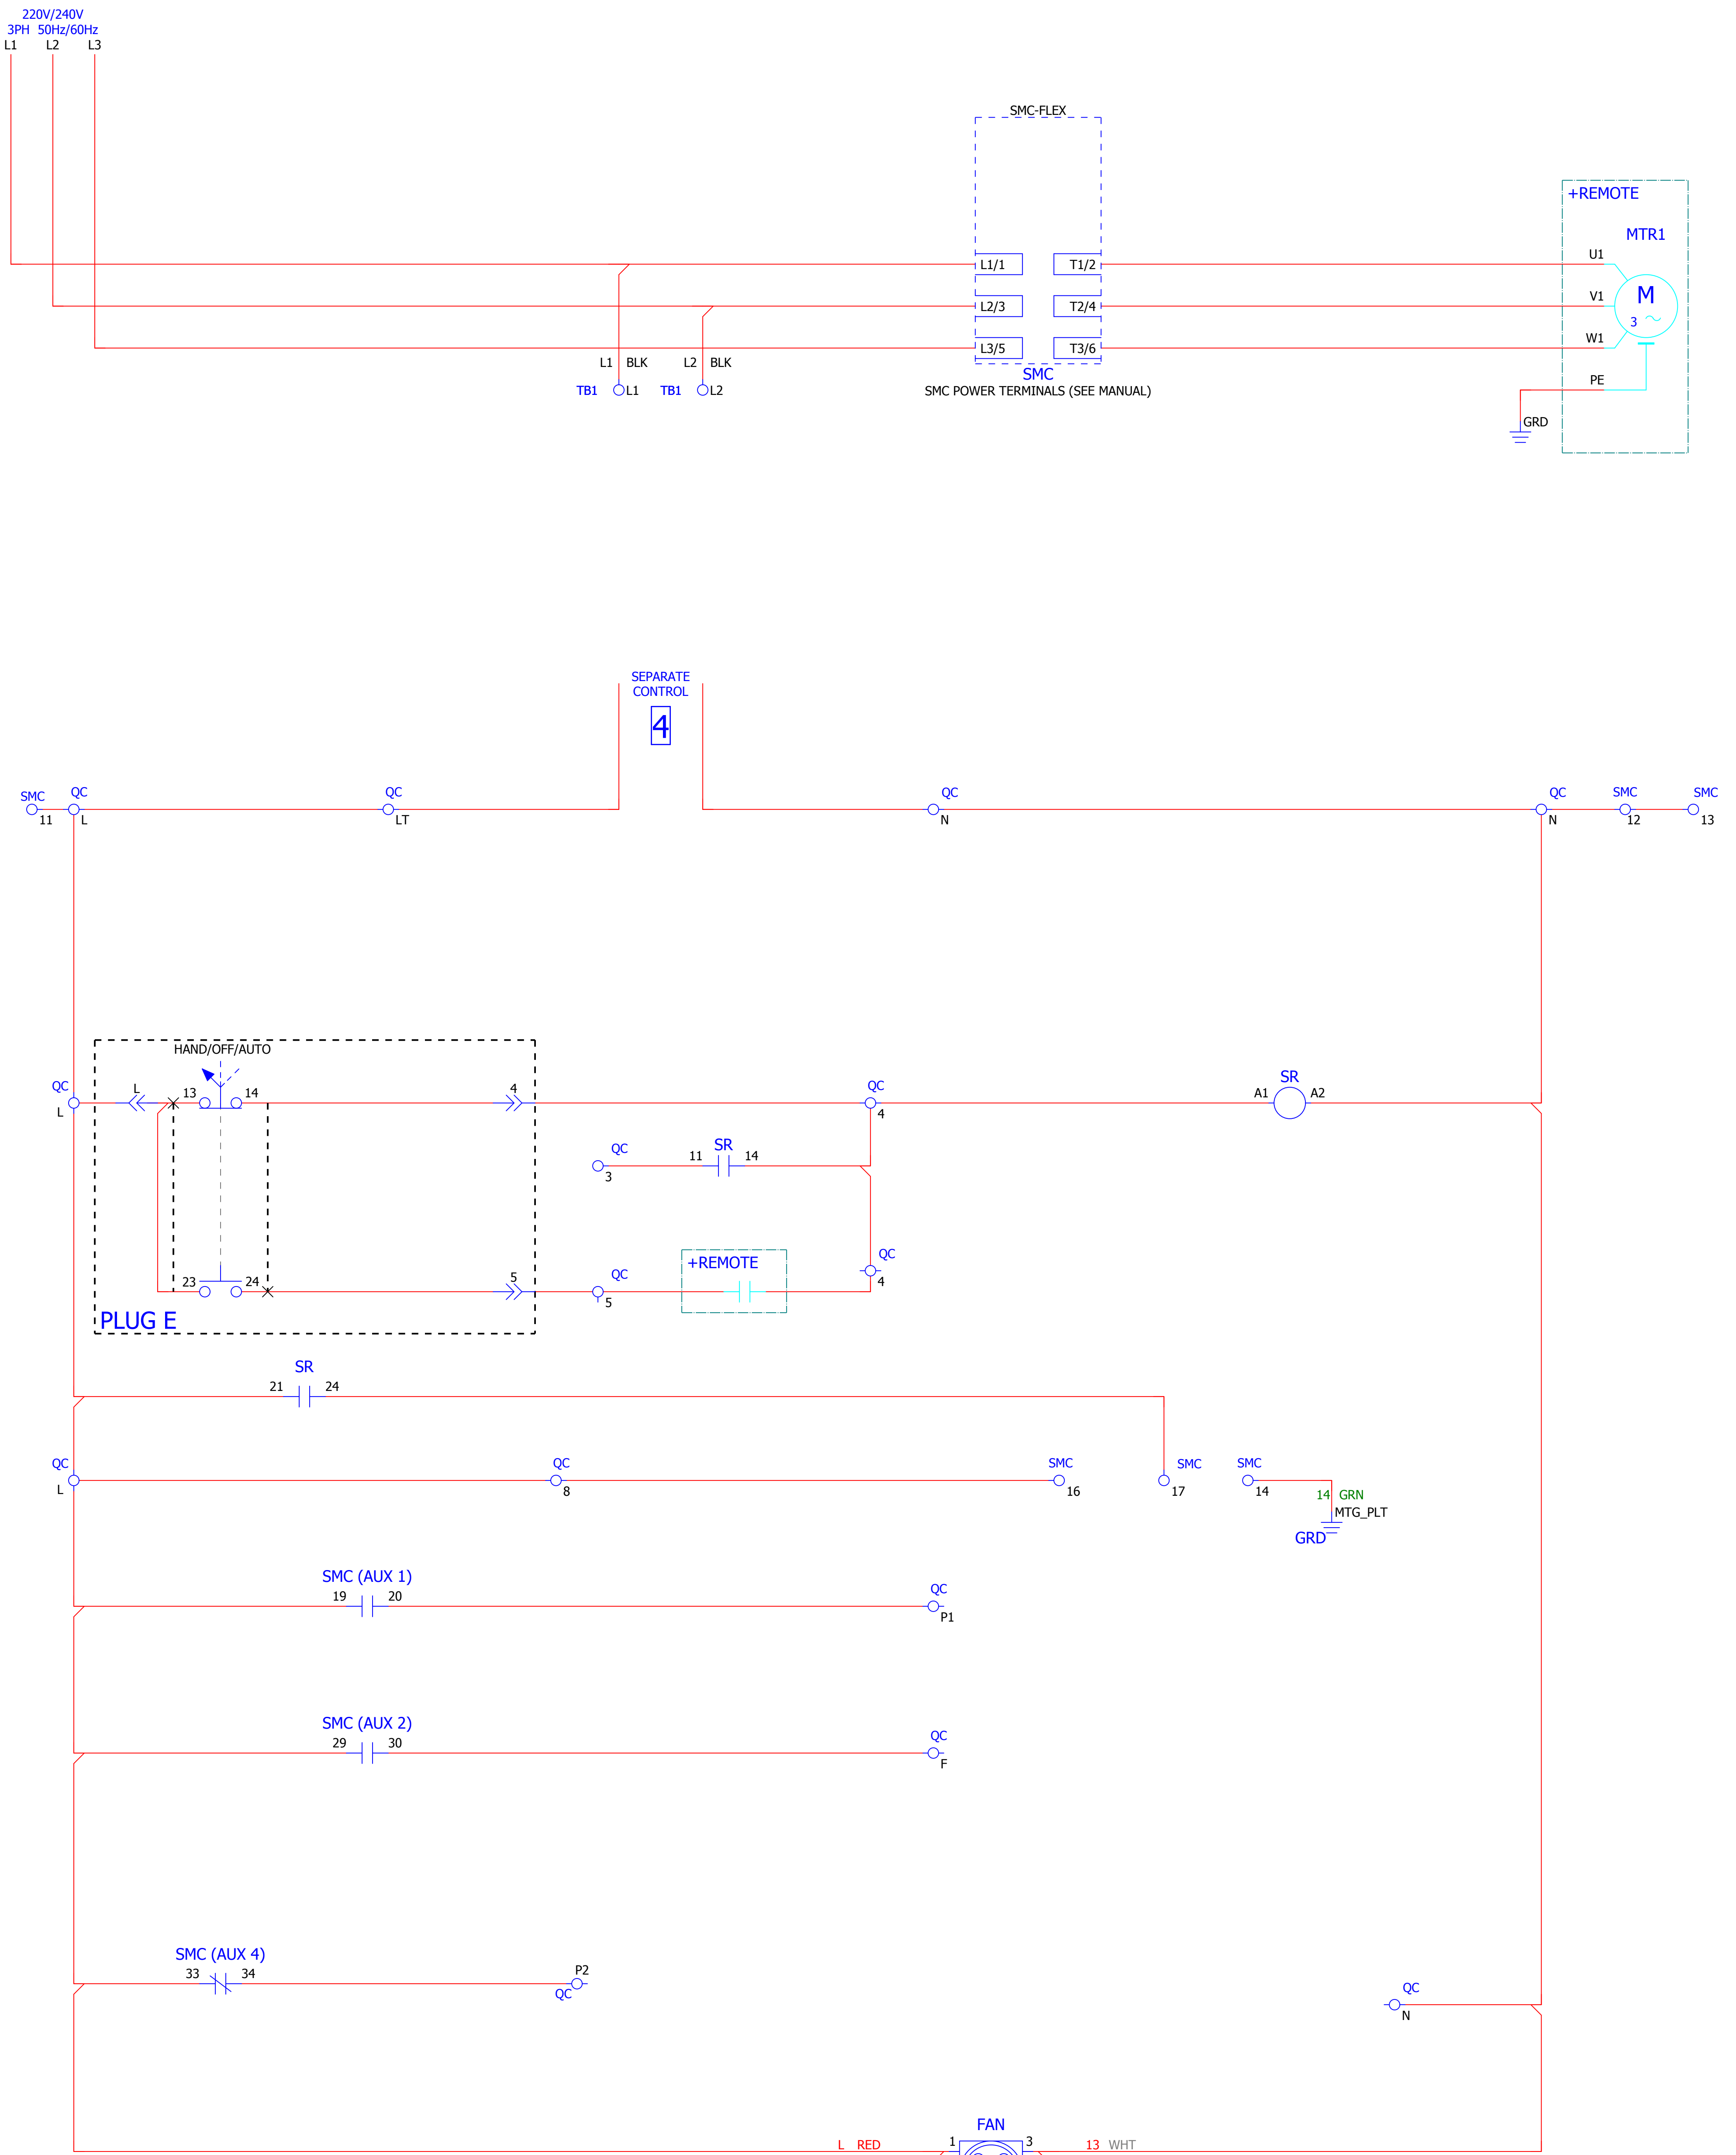 220V/240V
3PH 50Hz/60Hz
L1 L2 L3
SMC-FLEX
+REMOTE
MTR1
U1
L1/1 T1/2
M
3
V1
L2/3 T2/4
W1
L3/5 T3/6
L1 BLK L2 BLK
SMC
PE
TB1 L1 TB1 L2
SMC POWER TERMINALS (SEE MANUAL)
GRD
SEPARATE
CONTROL
4
SMC QC QC QC QC SMC SMC
11 L LT N N 12 13
HAND/OFF/AUTO
QC L 13 14 4 QC SR
A1 A2
L 4
QC SR
11 14
3
+REMOTE QC
QC
23 24 5 4
5
PLUG E
SR
21 24
QC QC SMC SMC SMC
L 8 16 17 14
14 GRN
MTG_PLT
GRD
SMC (AUX 1)
19 20 QC
P1
SMC (AUX 2)
29 30 QC
F
SMC (AUX 4)
33 34 P2
QC
QC
N
FAN
L RED 1 3 13 WHT